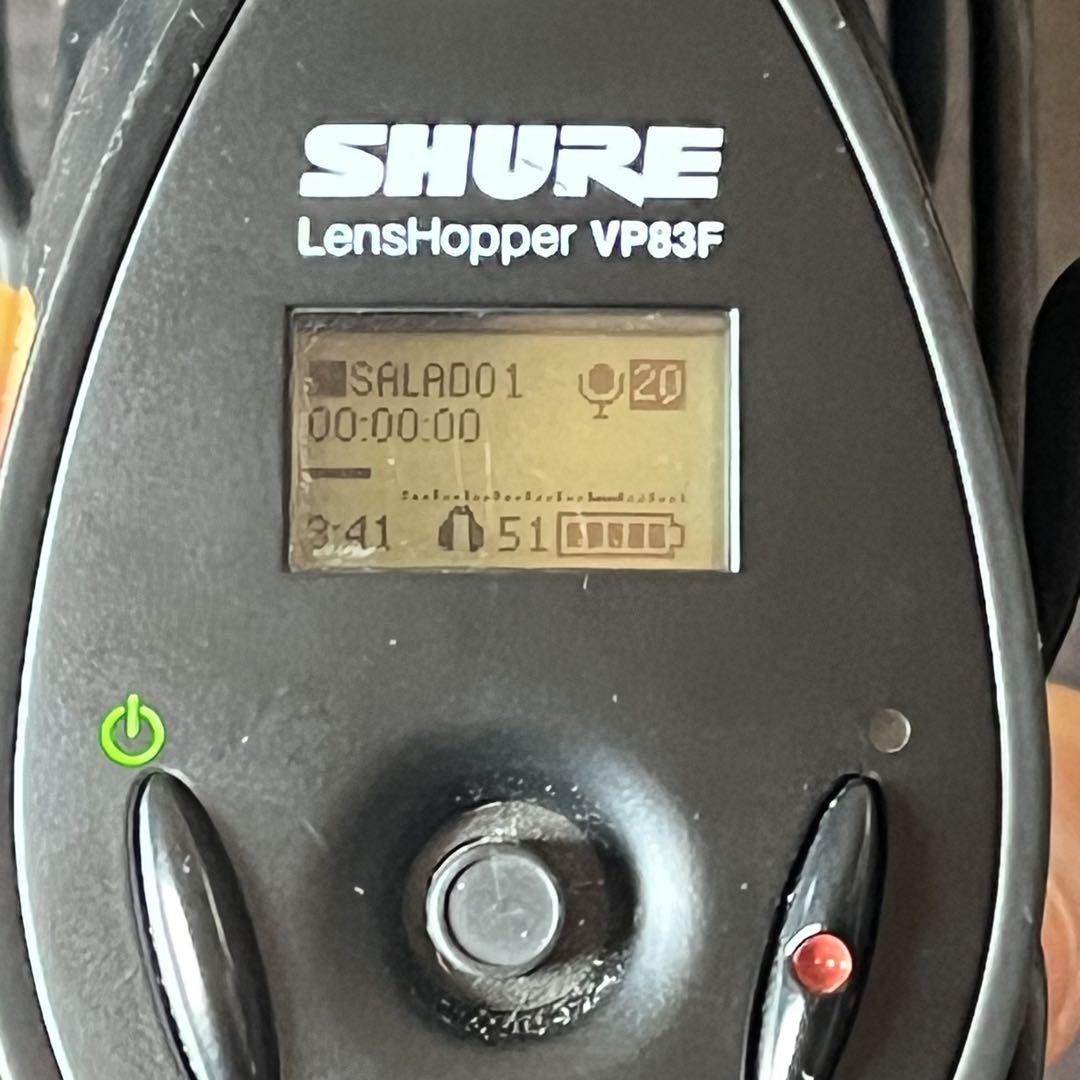 SHURE
LensHopper VP83F
SALAD01 20
00:00:00
3:41 51